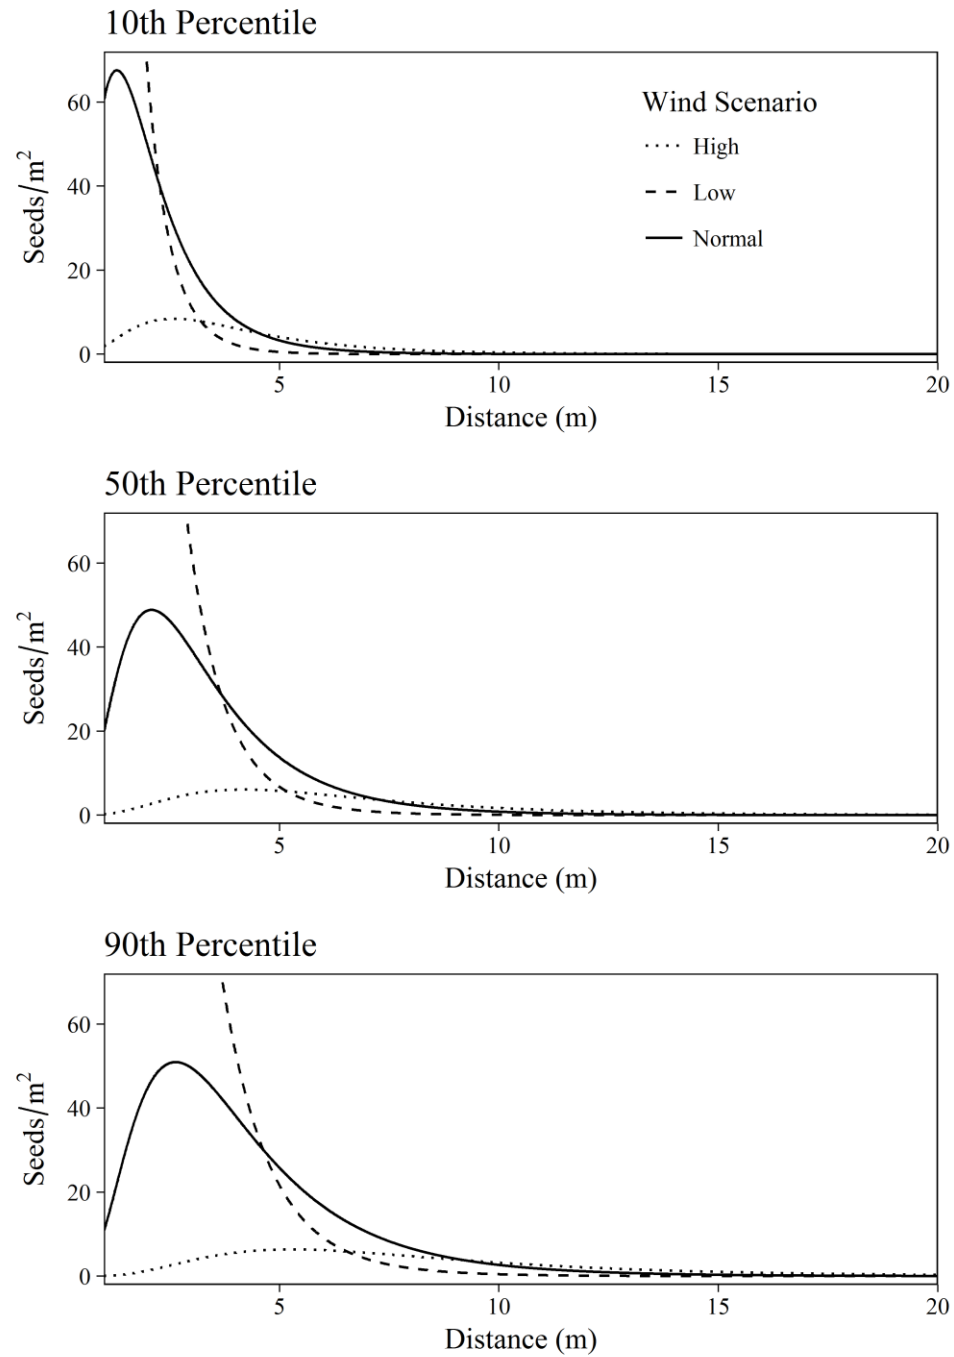 10th Percentile
Seeds/m²
60
40
20
0
Wind Scenario
High
Low
Normal
5 10 15 20
Distance (m)
50th Percentile
Seeds/m²
60
40
20
0
5 10 15 20
Distance (m)
90th Percentile
Seeds/m²
60
40
20
0
5 10 15 20
Distance (m)